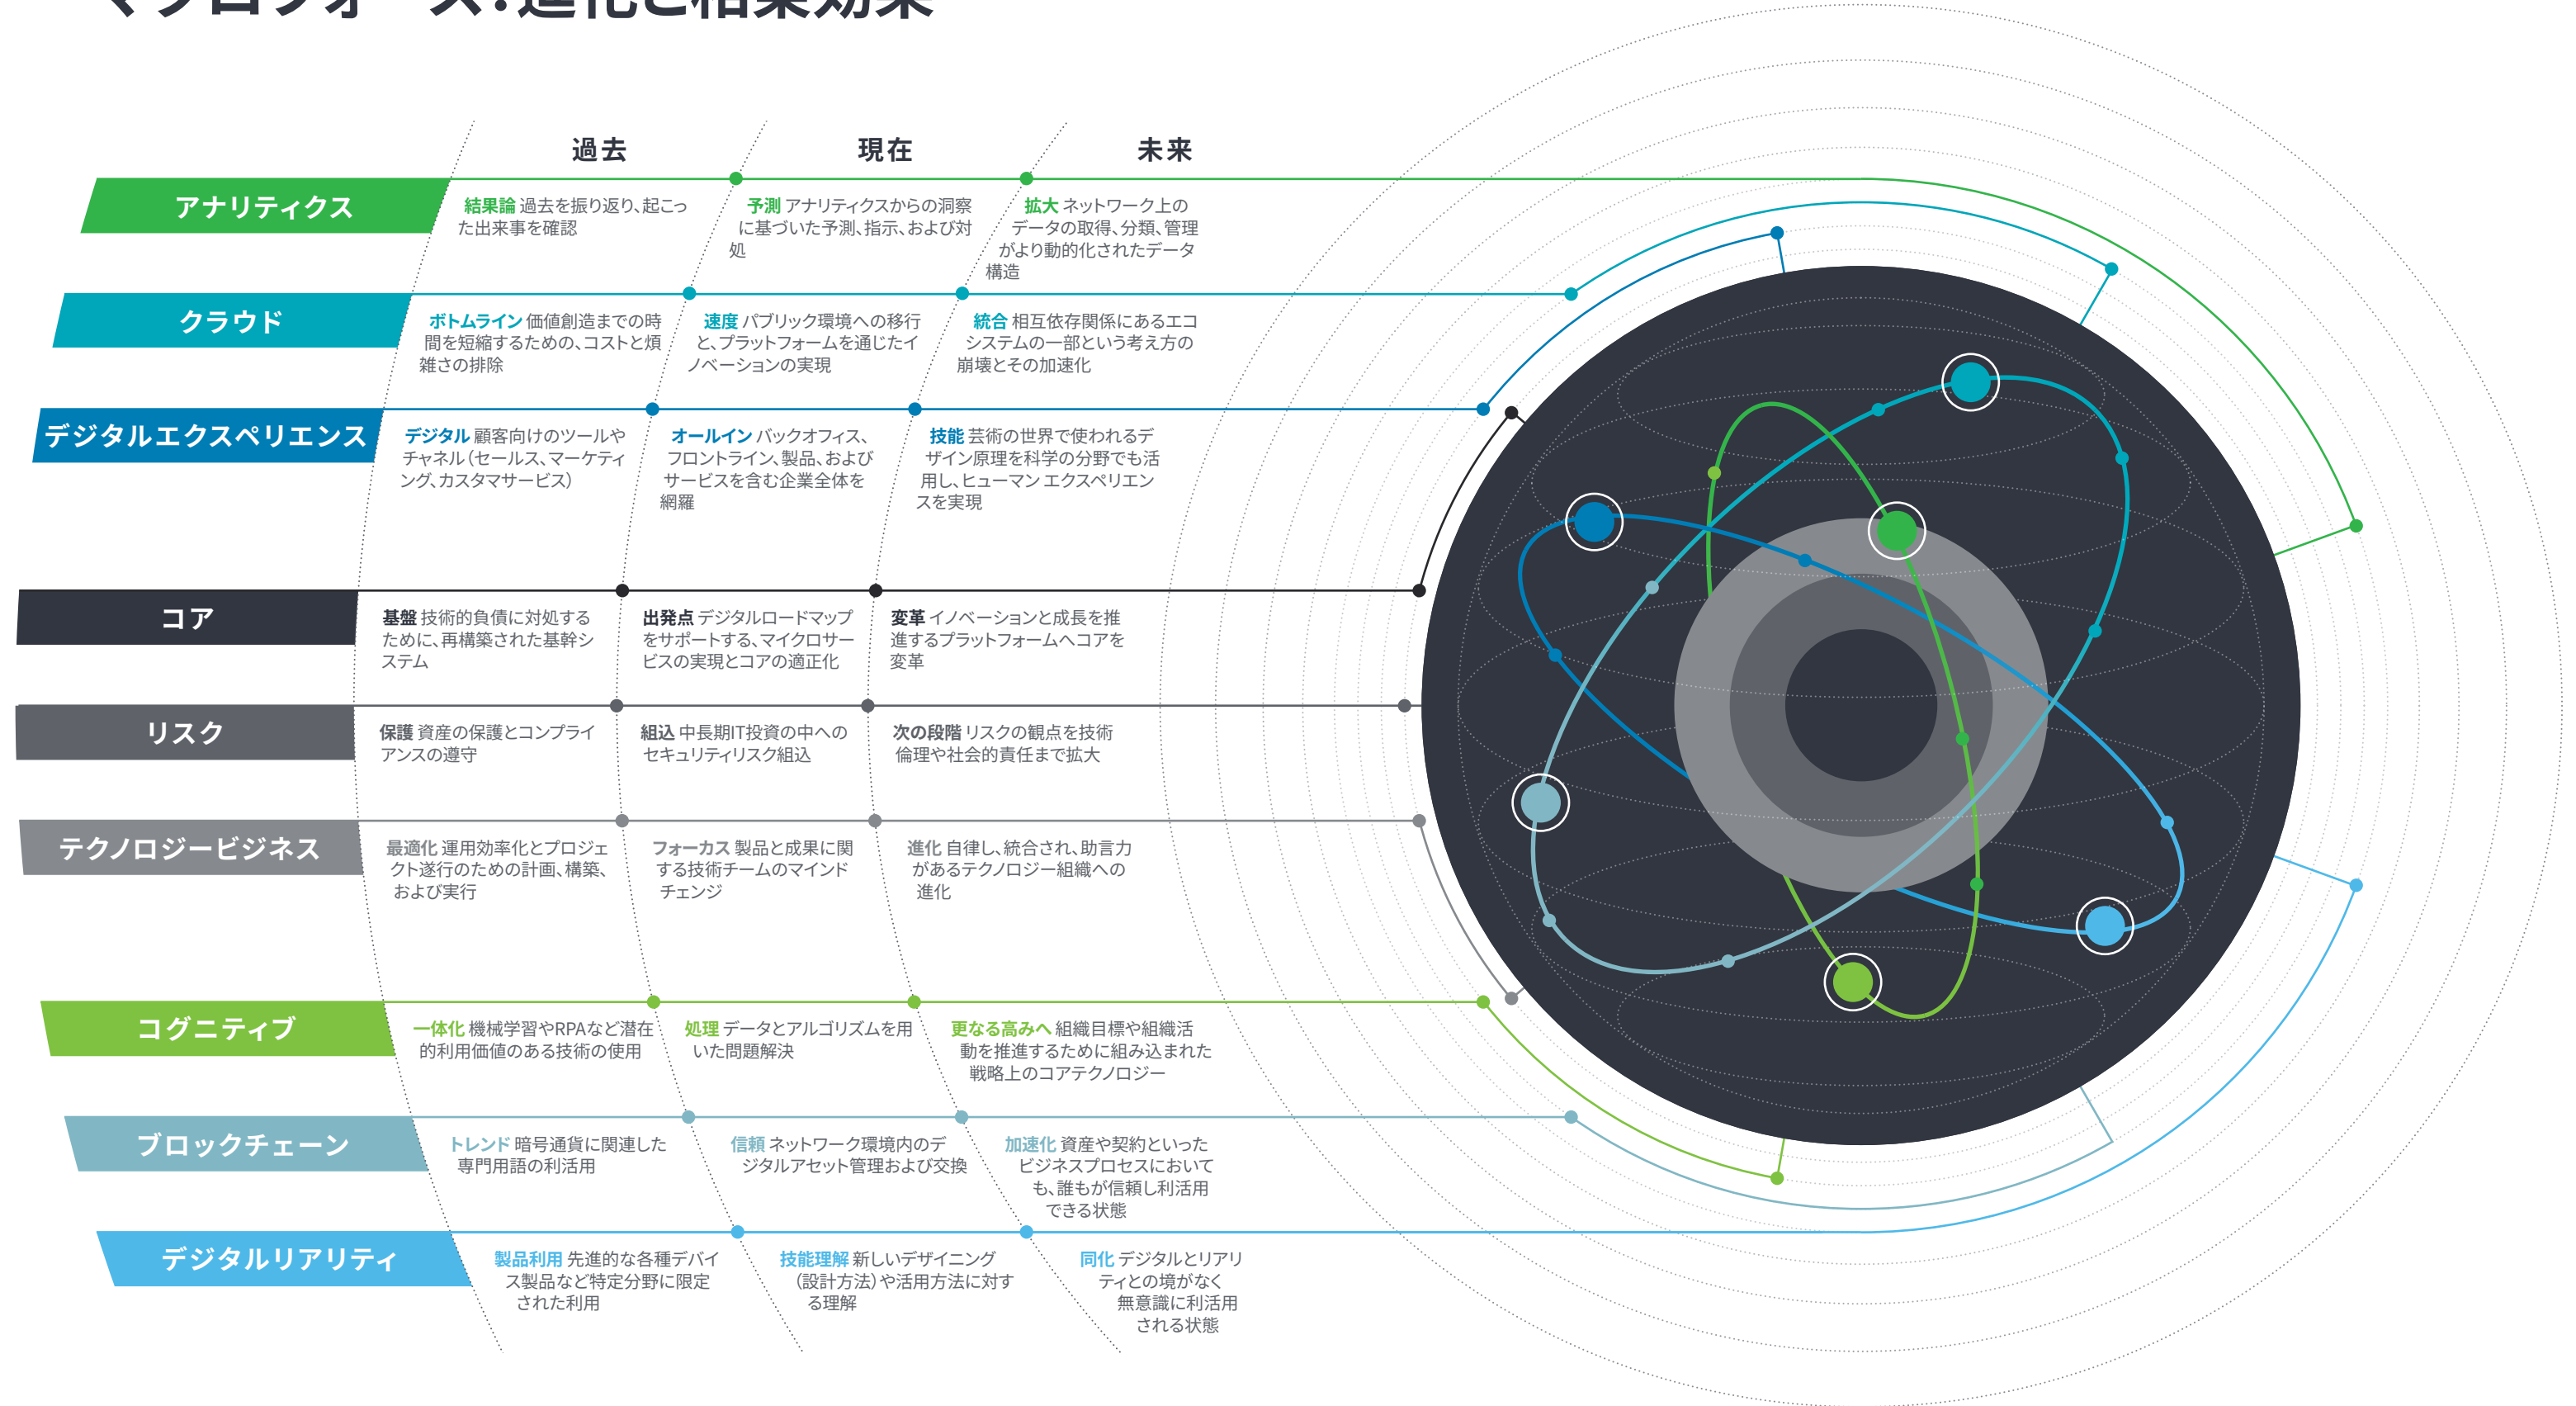 マクロフォース：進化と結果効果
過去
現在
未来
アナリティクス
結果論 過去を振り返り、起こっ
た出来事を確認
予測 アナリティクスからの洞察
に基づいた予測、指示、および対
処
拡大 ネットワーク上の
データの取得、分類、管理
がより動的化されたデータ
構造
クラウド
ボトムライン 価値創造までの時
間を短縮するための、コストと煩
雑さの排除
速度 パブリック環境への移行
と、プラットフォームを通じたイ
ノベーションの実現
統合 相互依存関係にあるエコ
システムの一部という考え方の
崩壊とその加速化
デジタルエクスペリエンス
デジタル 顧客向けのツールや
チャネル（セールス、マーケティ
ング、カスタマサービス）
オールイン バックオフィス、
フロントライン、製品、および
サービスを含む企業全体を
網羅
技能 芸術の世界で使われるデ
ザイン原理を科学の分野でも活
用し、ヒューマン エクスペリエン
スを実現
コア
基盤 技術的負債に対処する
ために、再構築された基幹シ
ステム
出発点 デジタルロードマップ
をサポートする、マイクロサー
ビスの実現とコアの適正化
変革 イノベーションと成長を推
進するプラットフォームへコアを
変革
リスク
保護 資産の保護とコンプライ
アンスの遵守
組込 中長期IT投資の中への
セキュリティリスク組込
次の段階 リスクの観点を技術
倫理や社会的責任まで拡大
テクノロジービジネス
最適化 運用効率化とプロジェ
クト遂行のための計画、構築、
および実行
フォーカス 製品と成果に関
する技術チームのマインド
チェンジ
進化 自律し、統合され、助言力
があるテクノロジー組織への
進化
コグニティブ
一体化 機械学習やRPAなど潜在
的利用価値のある技術の使用
処理 データとアルゴリズムを用
いた問題解決
更なる高みへ 組織目標や組織活
動を推進するために組み込まれた
戦略上のコアテクノロジー
ブロックチェーン
トレンド 暗号通貨に関連した
専門用語の利活用
信頼 ネットワーク環境内のデ
ジタルアセット管理および交換
加速化 資産や契約といった
ビジネスプロセスにおいて
も、誰もが信頼し利活用
できる状態
デジタルリアリティ
製品利用 先進的な各種デバイ
ス製品など特定分野に限定
された利用
技能理解 新しいデザイニング
（設計方法）や活用方法に対す
る理解
同化 デジタルとリアリ
ティとの境がなく
無意識に利活用
される状態